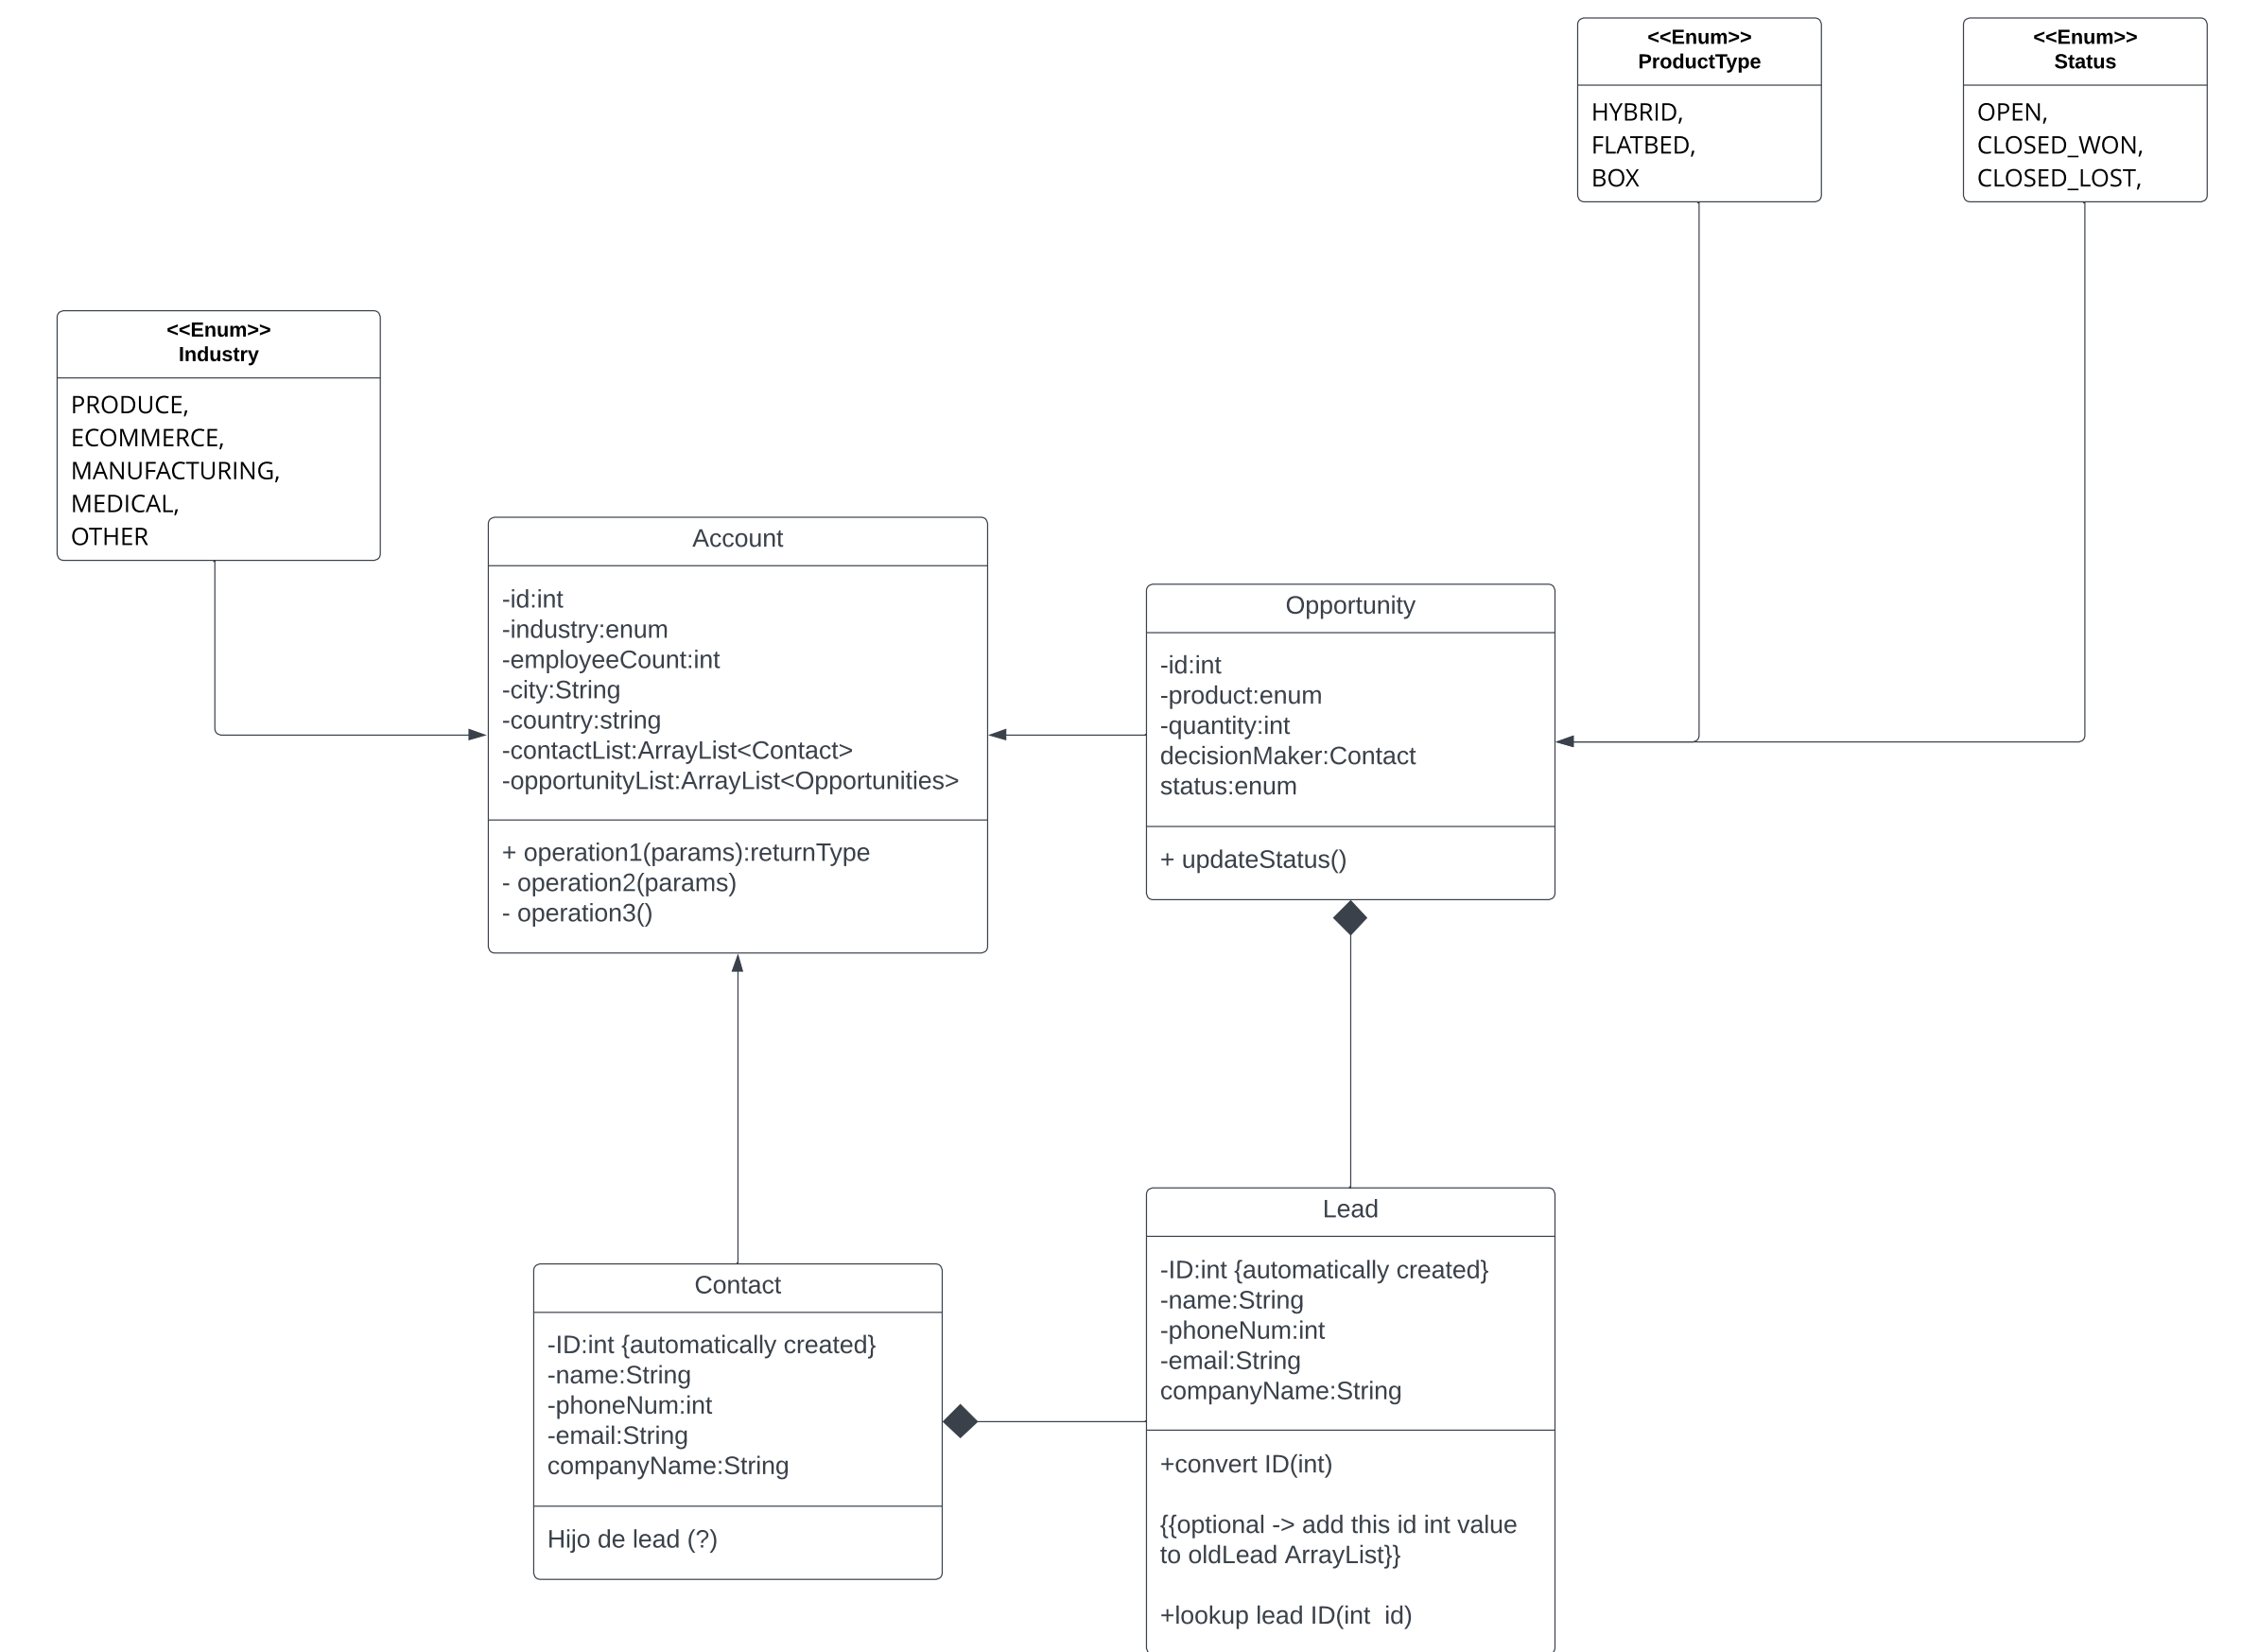 <<Enum>>
ProductType
HYBRID,
FLATBED,
BOX
<<Enum>>
Status
OPEN,
CLOSED_WON,
CLOSED_LOST,
<<Enum>>
Industry
PRODUCE,
ECOMMERCE,
MANUFACTURING,
MEDICAL,
OTHER
Account
-id:int
-industry:enum
-employeeCount:int
-city:String
-country:string
-contactList:ArrayList<Contact>
-opportunityList:ArrayList<Opportunities>
+ operation1(params):returnType
- operation2(params)
- operation3()
Opportunity
-id:int
-product:enum
-quantity:int
decisionMaker:Contact
status:enum
+ updateStatus()
Contact
-ID:int {automatically created}
-name:String
-phoneNum:int
-email:String
companyName:String
Hijo de lead (?)
Lead
-ID:int {automatically created}
-name:String
-phoneNum:int
-email:String
companyName:String
+convert ID(int)
{{optional -> add this id int value
to oldLead ArrayList}}
+lookup lead ID(int  id)